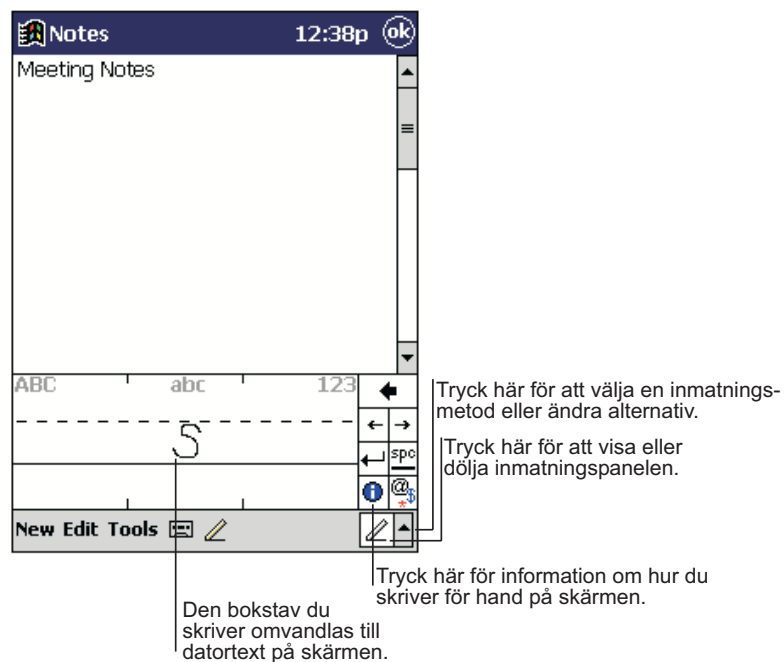 Notes 12:38p ok
Meeting Notes
ABC abc 123
Tryck här för att välja en inmatnings-
metod eller ändra alternativ.
S
spc
Tryck här för att visa eller
dölja inmatningspanelen.
@$*
New Edit Tools
Tryck här för information om hur du
skriver för hand på skärmen.
Den bokstav du
skriver omvandlas till
datortext på skärmen.